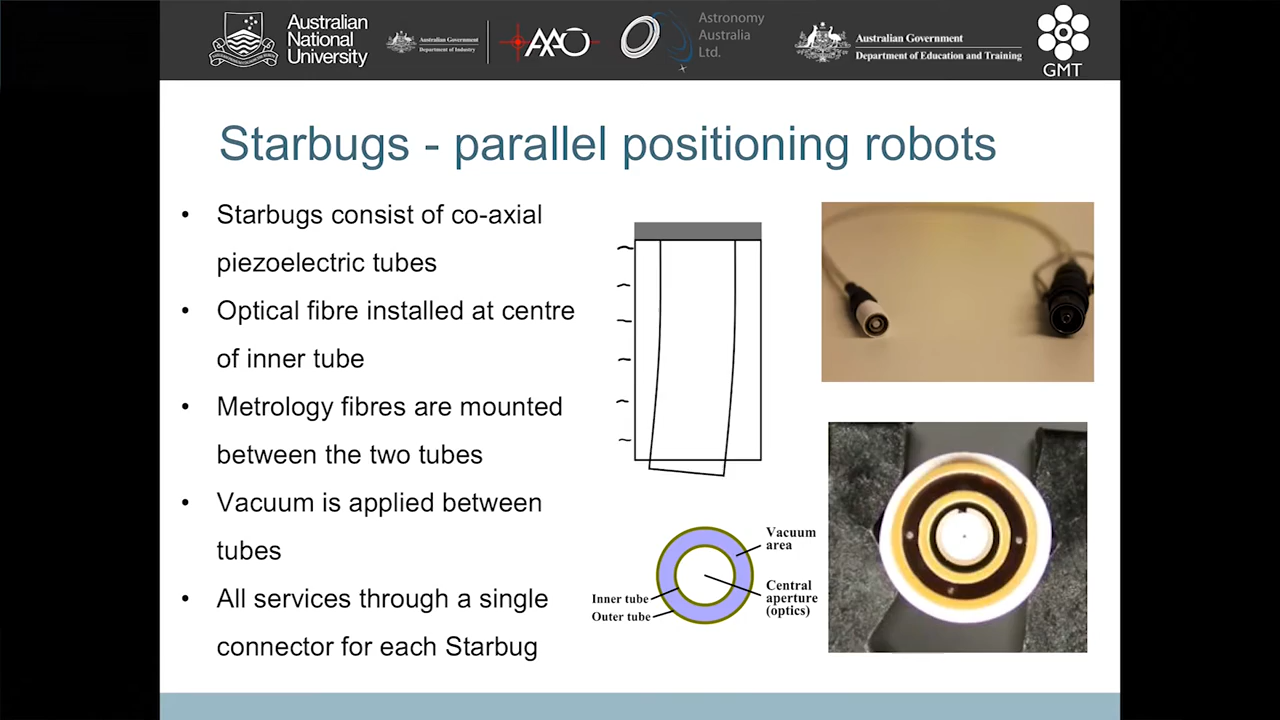 Australian
National
University
Australian Government
Department of Industry
AAO
Astronomy
Australia
Ltd.
Australian Government
Department of Education and Training
GMT
Starbugs - parallel positioning robots
• Starbugs consist of co-axial
piezoelectric tubes
• Optical fibre installed at centre
of inner tube
• Metrology fibres are mounted
between the two tubes
• Vacuum is applied between
tubes
• All services through a single
connector for each Starbug
Vacuum
area
Central
aperture
(optics)
Inner tube
Outer tube